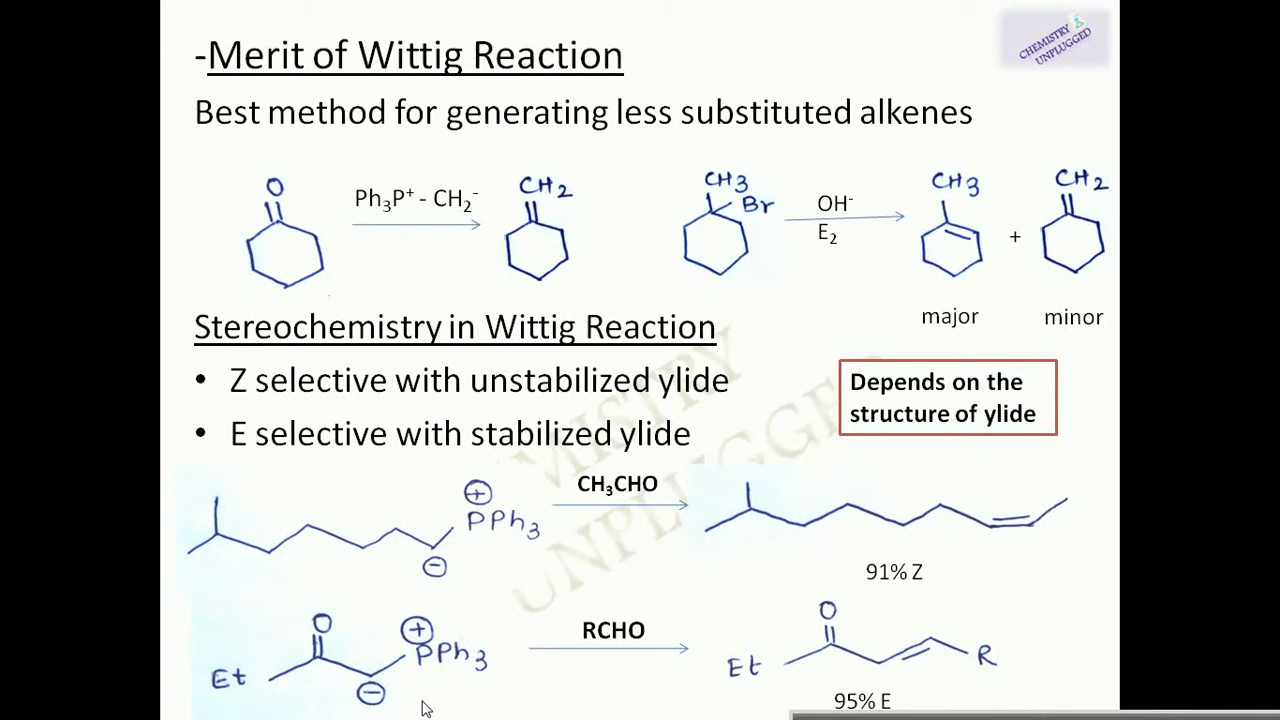 CHEMISTRY
UNPLUGGED
-Merit of Wittig Reaction
Best method for generating less substituted alkenes
O
Ph₃P⁺ - CH₂⁻
CH₂
CH₃
Br
OH⁻
E₂
CH₃
+
CH₂
major
minor
Stereochemistry in Wittig Reaction
• Z selective with unstabilized ylide
• E selective with stabilized ylide
Depends on the
structure of ylide
CHEMISTRY
UNPLUGGED
+
PPh₃
−
CH₃CHO
91% Z
O
Et
+
PPh₃
−
RCHO
O
Et
R
95% E